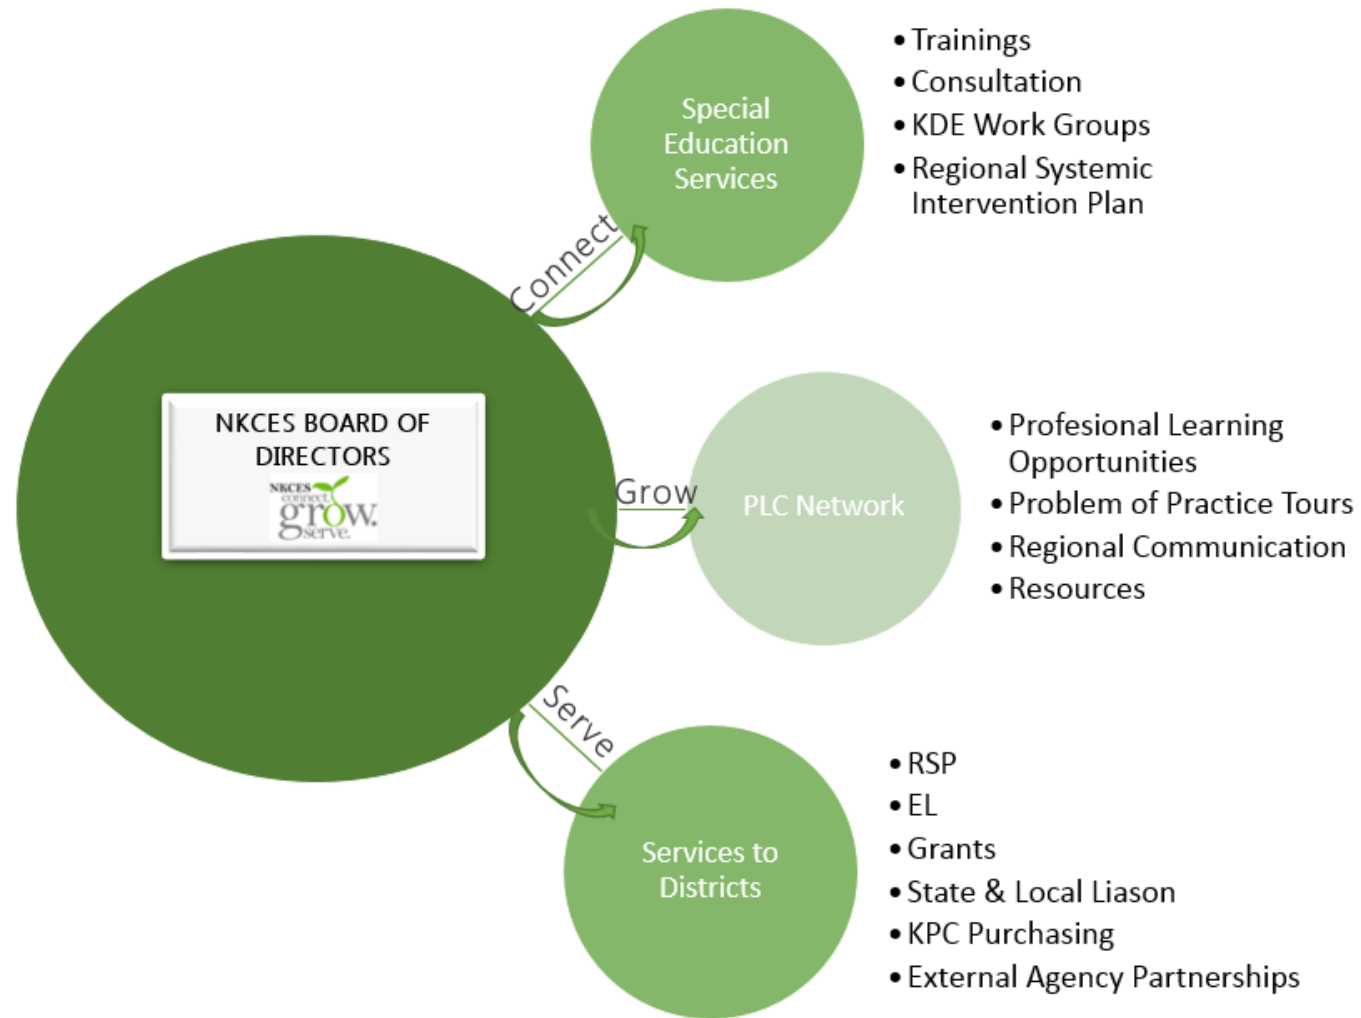 Special
Education
Services
• Trainings
• Consultation
• KDE Work Groups
• Regional Systemic
Intervention Plan
Connect
NKCES BOARD OF
DIRECTORS
NKCES
connect.
grow.
serve.
Grow
PLC Network
• Profesional Learning
Opportunities
• Problem of Practice Tours
• Regional Communication
• Resources
Serve
Services to
Districts
• RSP
• EL
• Grants
• State & Local Liason
• KPC Purchasing
• External Agency Partnerships